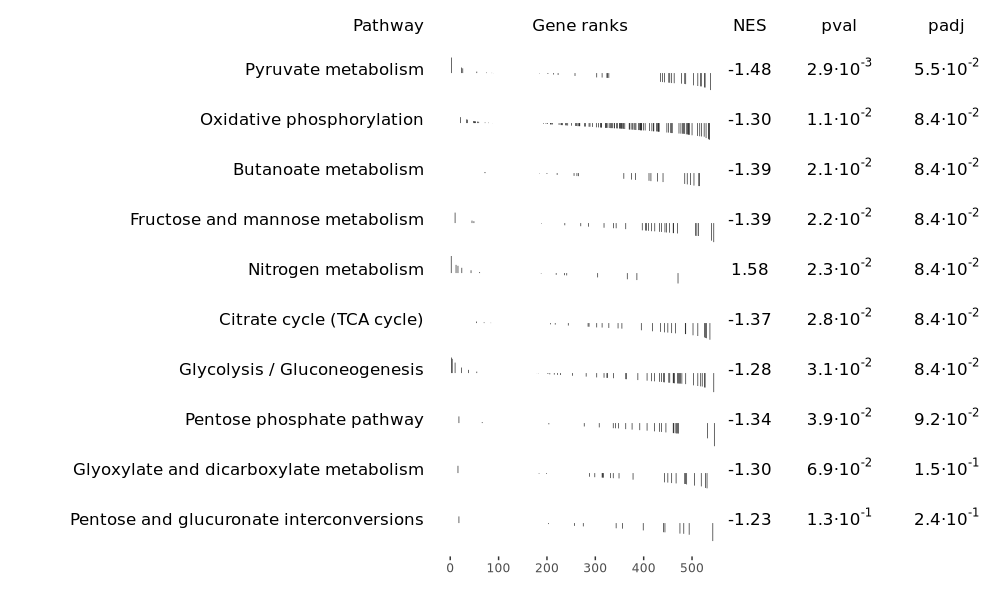 Pathway Gene ranks NES pval padj
Pyruvate metabolism -1.48 2.9·10⁻³ 5.5·10⁻²
Oxidative phosphorylation -1.30 1.1·10⁻² 8.4·10⁻²
Butanoate metabolism -1.39 2.1·10⁻² 8.4·10⁻²
Fructose and mannose metabolism -1.39 2.2·10⁻² 8.4·10⁻²
Nitrogen metabolism 1.58 2.3·10⁻² 8.4·10⁻²
Citrate cycle (TCA cycle) -1.37 2.8·10⁻² 8.4·10⁻²
Glycolysis / Gluconeogenesis -1.28 3.1·10⁻² 8.4·10⁻²
Pentose phosphate pathway -1.34 3.9·10⁻² 9.2·10⁻²
Glyoxylate and dicarboxylate metabolism -1.30 6.9·10⁻² 1.5·10⁻¹
Pentose and glucuronate interconversions -1.23 1.3·10⁻¹ 2.4·10⁻¹
0 100 200 300 400 500